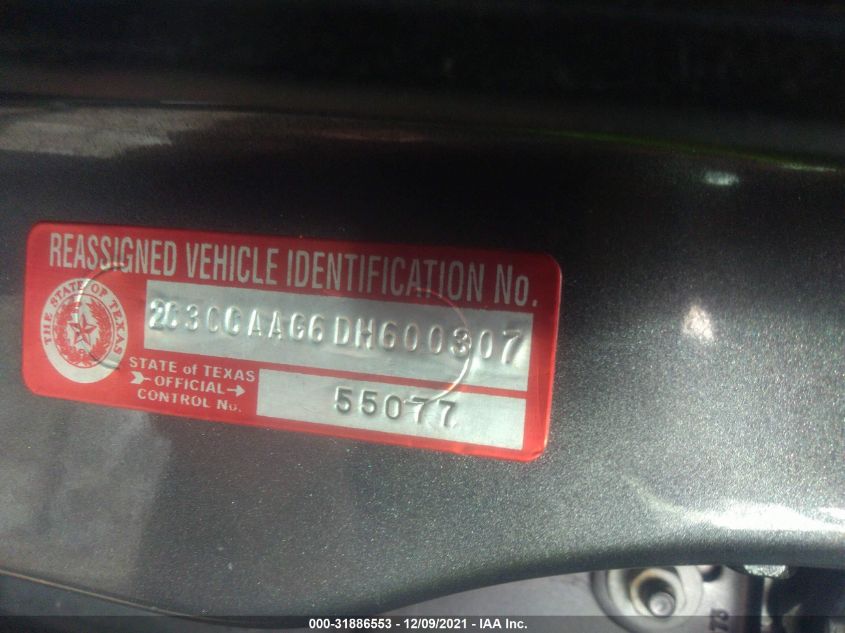 REASSIGNED VEHICLE IDENTIFICATION No.
THE STATE OF TEXAS
2C3CCAAG6DH600307
STATE of TEXAS
OFFICIAL
CONTROL No.
55077
73
000-31886553 - 12/09/2021 - IAA Inc.